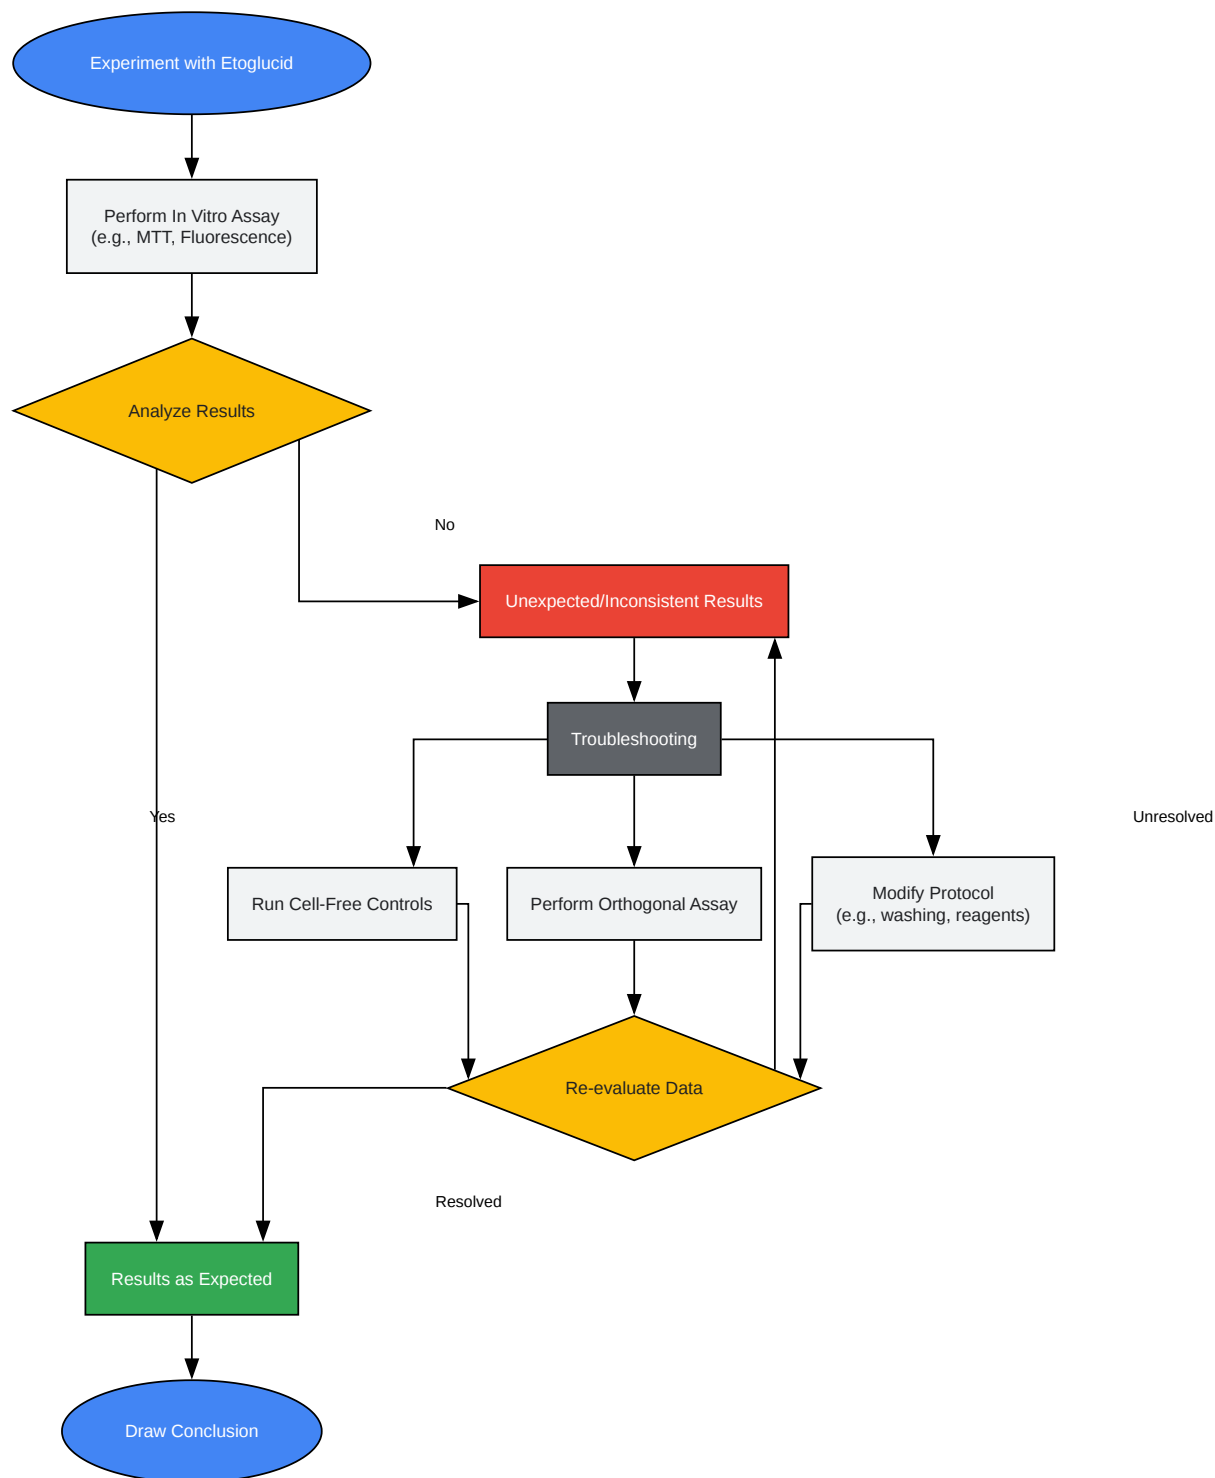 Experiment with Etoglucid
Perform In Vitro Assay
(e.g., MTT, Fluorescence)
Analyze Results
No
Unexpected/Inconsistent Results
Troubleshooting
Yes
Unresolved
Run Cell-Free Controls
Perform Orthogonal Assay
Modify Protocol
(e.g., washing, reagents)
Re-evaluate Data
Resolved
Results as Expected
Draw Conclusion